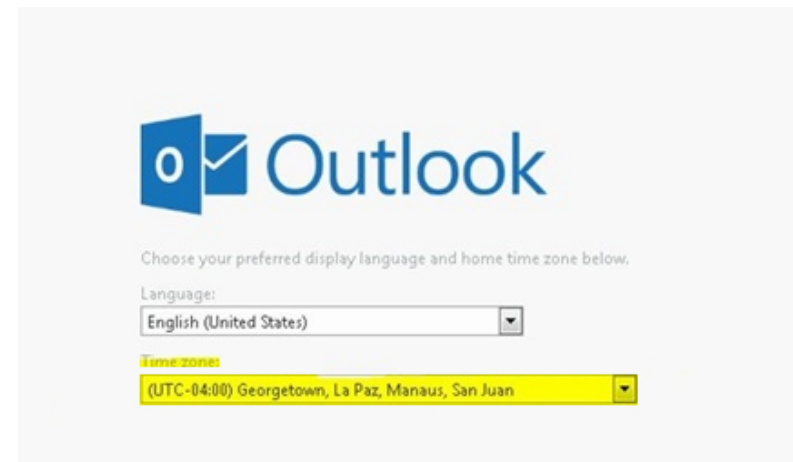 Outlook
Choose your preferred display language and home time zone below.
Language:
English (United States)
Time zone:
(UTC-04:00) Georgetown, La Paz, Manaus, San Juan